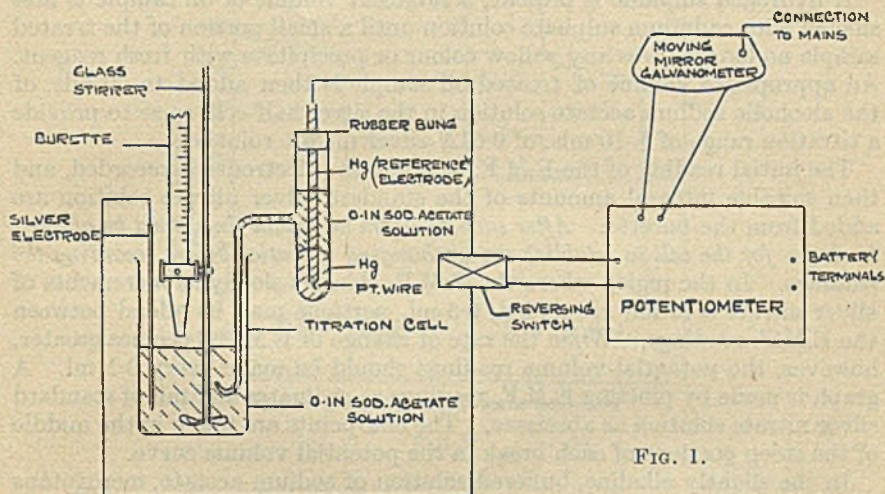 CONNECTION
TO MAINS
MOVING
MIRROR
GALVANOMETER
GLASS
STIRRER
BURETTE
SILVER
ELECTRODE
RUBBER BUNG
Hg (REFERENCE
ELECTRODE)
0·1N SOD. ACETATE
SOLUTION
Hg
PT. WIRE
TITRATION CELL
0·1N SOD. ACETATE
SOLUTION
REVERSING
SWITCH
POTENTIOMETER
BATTERY
TERMINALS
FIG. 1.